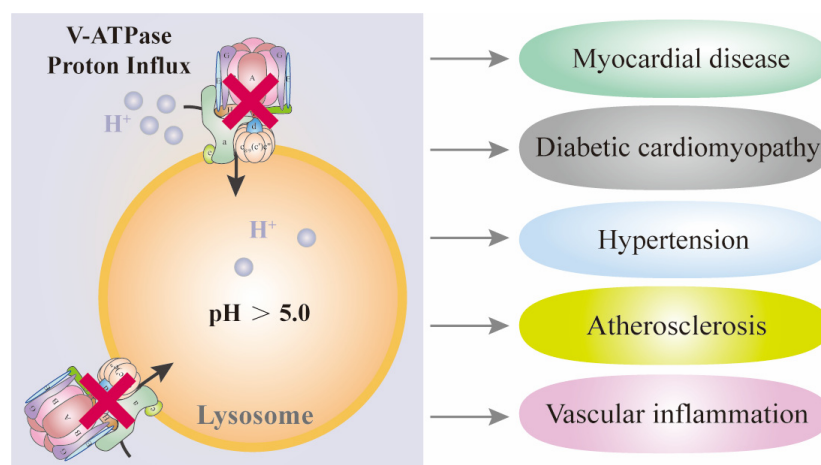 V-ATPase
Proton Influx
H⁺
G
G
A
E
a
d
e
H⁺
pH > 5.0
Lysosome
Myocardial disease
Diabetic cardiomyopathy
Hypertension
Atherosclerosis
Vascular inflammation